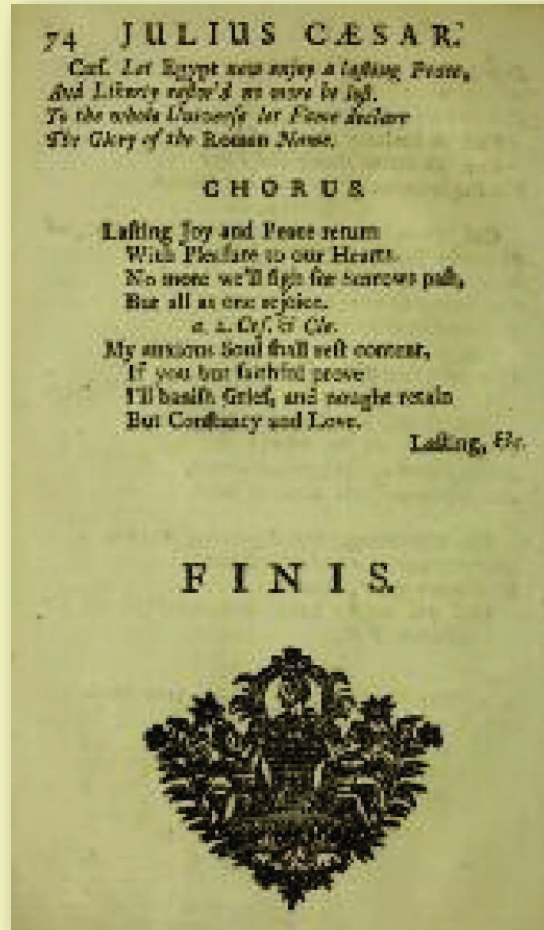 74 JULIUS CÆSAR.
Cæſ. Let Egypt now enjoy a laſting Peace,
And Liberty reſtor'd no more be loſt.
To the whole Univerſe let Fame declare
The Glory of the Roman Name.
CHORUS
Laſting Joy and Peace return
With Pleaſure to our Hearts.
No more we'll ſigh for ſorrows paſt,
But all as one rejoice.
a. 2. Cæſ. & Cle.
My anxious Soul ſhall reſt content,
If you but faithful prove
I'll baniſh Grief, and nought retain
But Conſtancy and Love.
Laſting, &c.
FINIS.